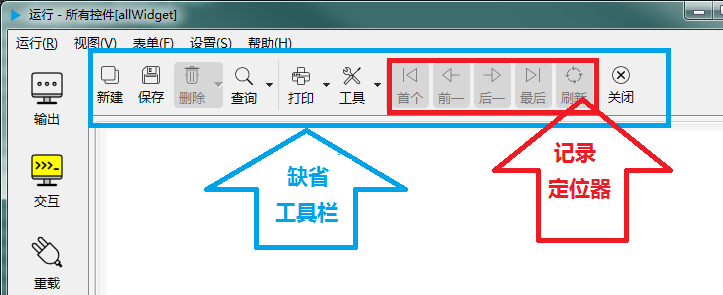 运行 - 所有控件[allWidget]
运行(R) 视图(V) 表单(F) 设置(S) 帮助(H)
新建 保存 删除 查询 打印 工具 首个 前一 后一 最后 刷新 关闭
输出
>>>_
交互
重载
缺省
工具栏
记录
定位器